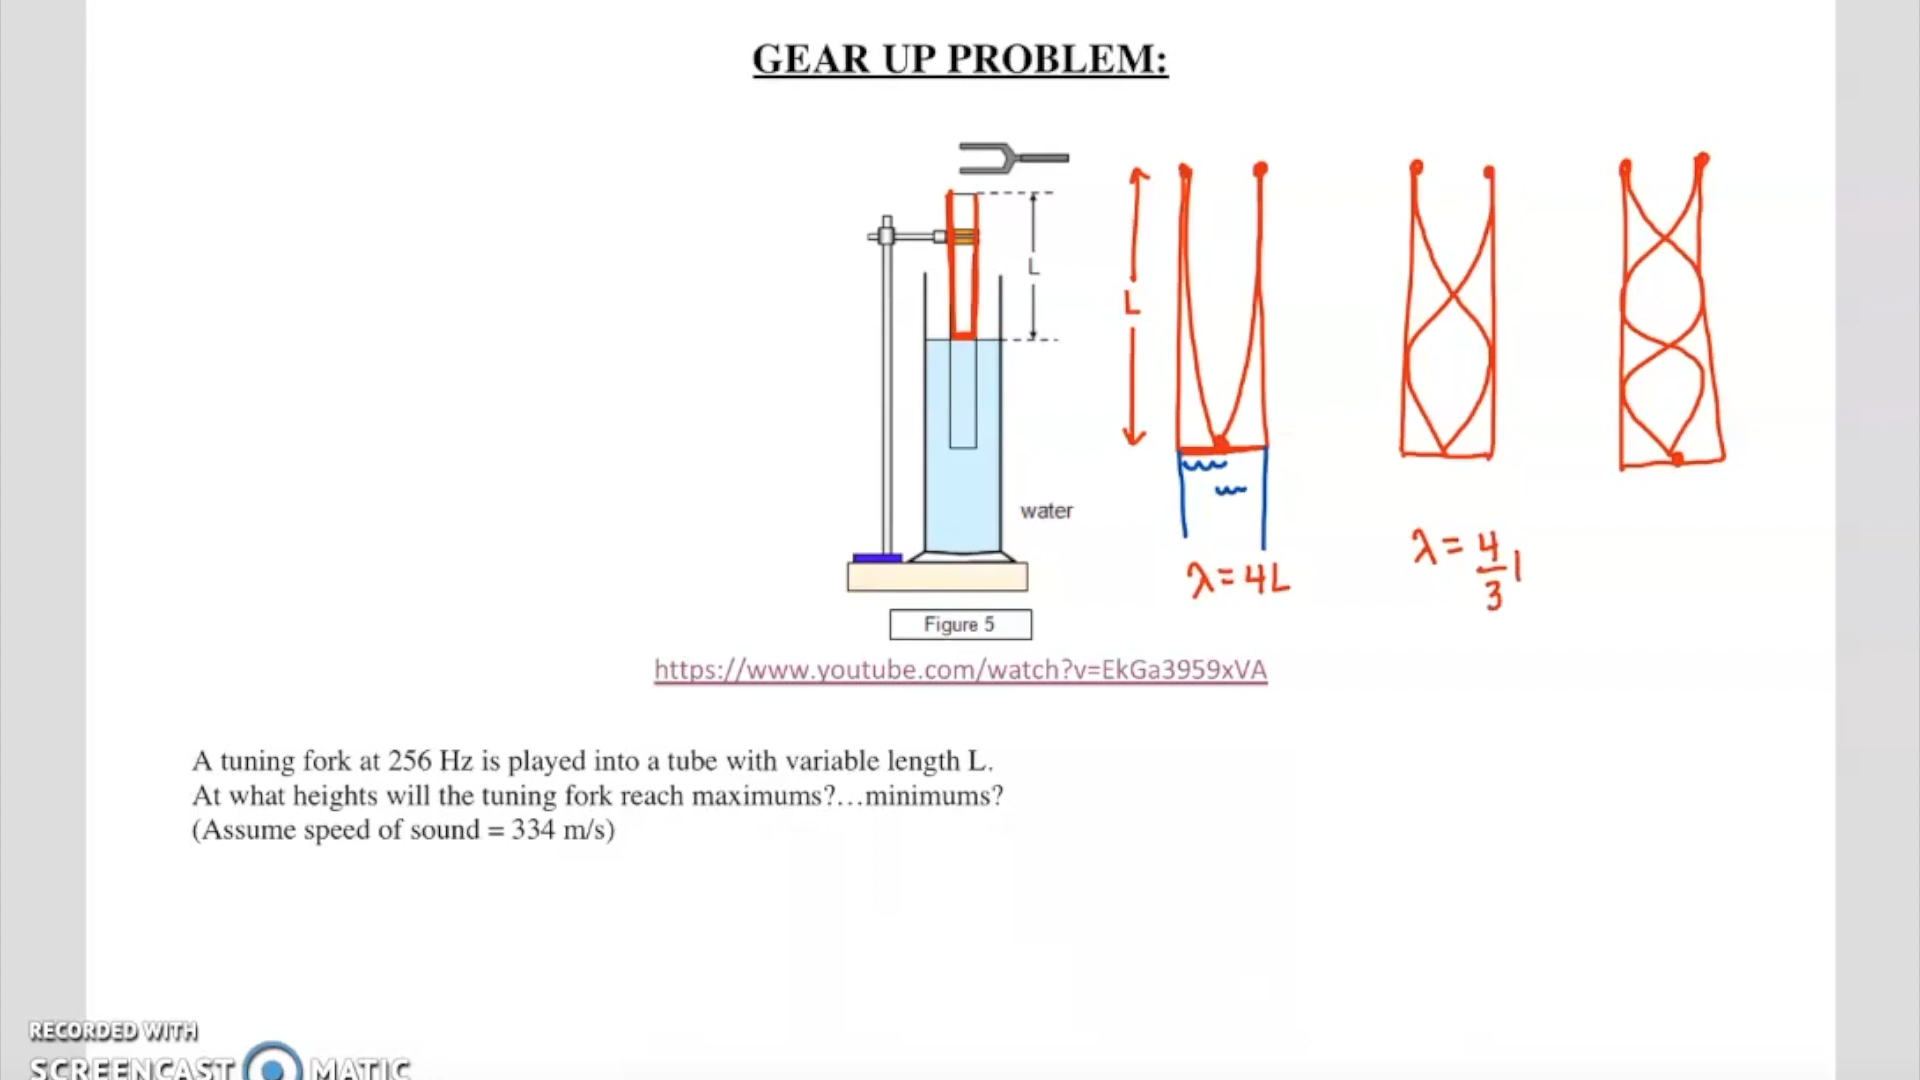 GEAR UP PROBLEM:
L
L
water
λ = 4L
λ = 4/3 l
Figure 5
https://www.youtube.com/watch?v=EkGa3959xVA
A tuning fork at 256 Hz is played into a tube with variable length L.
At what heights will the tuning fork reach maximums?…minimums?
(Assume speed of sound = 334 m/s)
RECORDED WITH
SCREENCAST MATIC